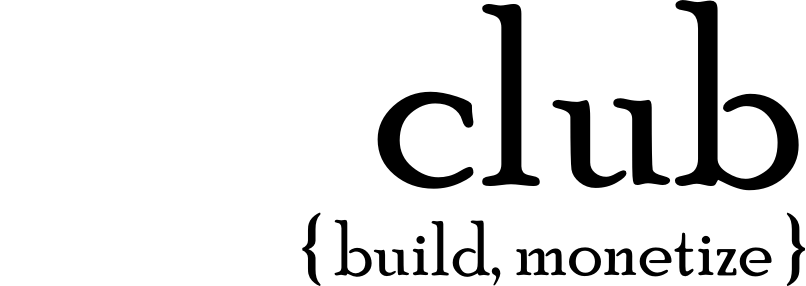 club
{ build, monetize }